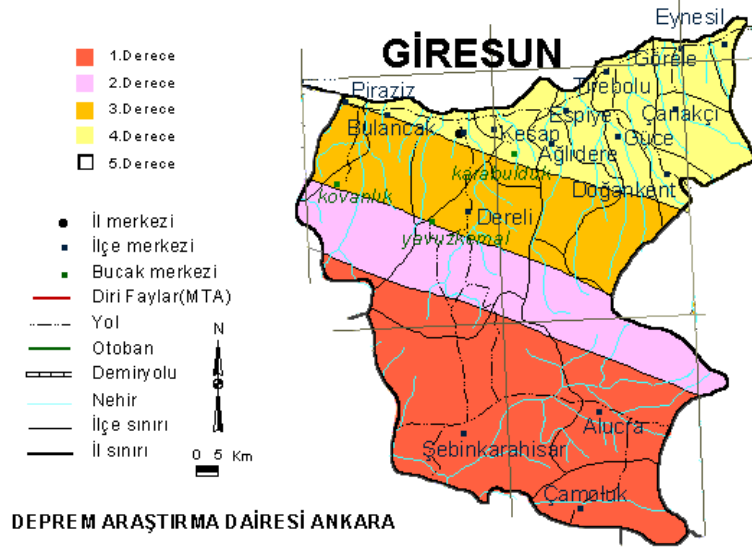 GİRESUN
1.Derece
2.Derece
3.Derece
4.Derece
5.Derece
İl merkezi
İlçe merkezi
Bucak merkezi
Diri Faylar(MTA)
Yol
Otoban
Demiryolu
Nehir
İlçe sınırı
İl sınırı
N
0 5 Km
Eynesil
Görele
Tirebolu
Piraziz
Espiye
Çanakçı
Bulancak
Keşap
Güce
Ağlıdere
karabulduk
Doğankent
kovanlık
Dereli
yavuzkemal
Alucra
Şebinkarahisar
Çamoluk
DEPREM ARAŞTIRMA DAİRESİ ANKARA